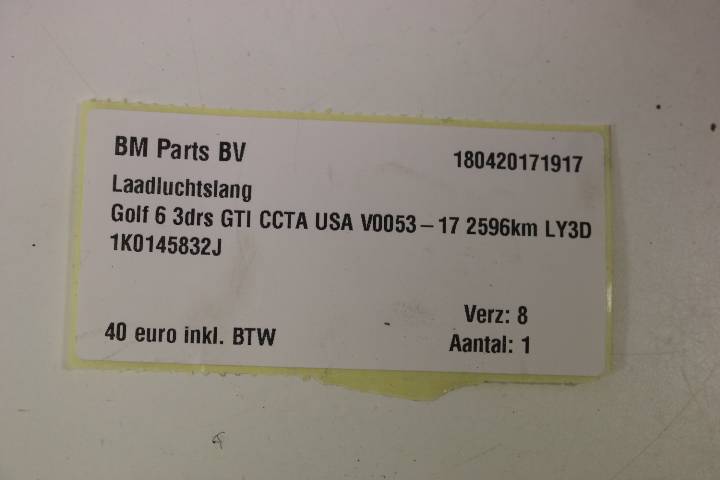 BM Parts BV 180420171917
Laadluchtslang
Golf 6 3drs GTI CCTA USA V0053-17 2596km LY3D
1K0145832J
Verz: 8
40 euro inkl. BTW Aantal: 1